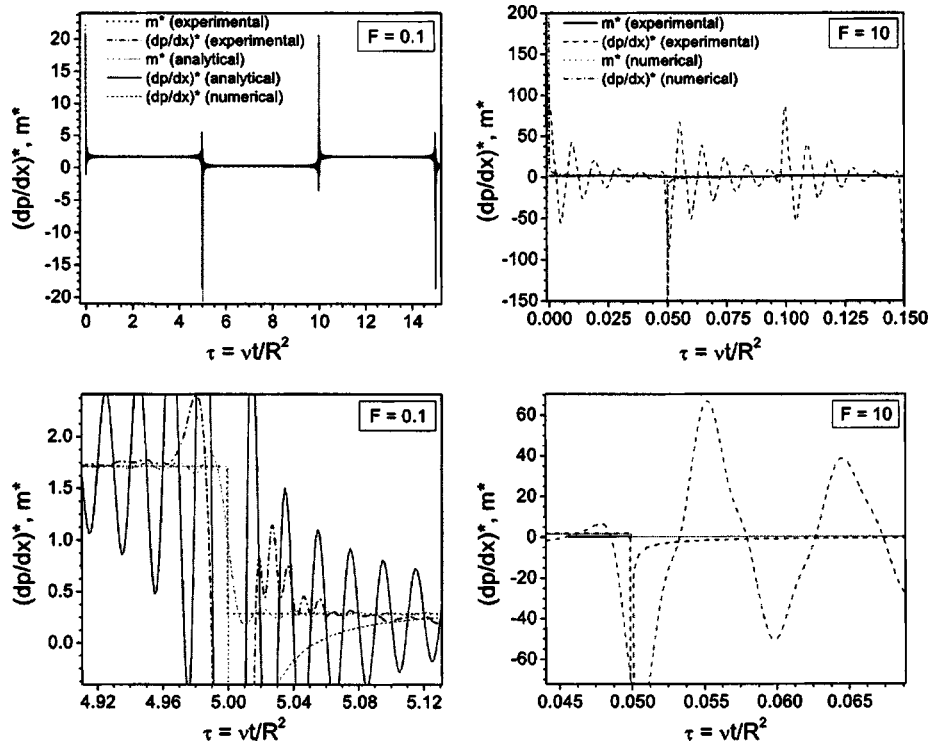 m* (experimental)
(dp/dx)* (experimental)
m* (analytical)
(dp/dx)* (analytical)
(dp/dx)* (numerical)
F = 0.1
(dp/dx)*, m*
20
15
10
5
0
-5
-10
-15
-20
0 2 4 6 8 10 12 14
τ = νt/R²
m* (experimental)
(dp/dx)* (experimental)
m* (numerical)
(dp/dx)* (numerical)
F = 10
(dp/dx)*, m*
200
150
100
50
0
-50
-100
-150
0.000 0.025 0.050 0.075 0.100 0.125 0.150
τ = νt/R²
F = 0.1
(dp/dx)*, m*
2.0
1.5
1.0
0.5
0.0
4.92 4.96 5.00 5.04 5.08 5.12
τ = νt/R²
F = 10
(dp/dx)*, m*
60
40
20
0
-20
-40
-60
0.045 0.050 0.055 0.060 0.065
τ = νt/R²